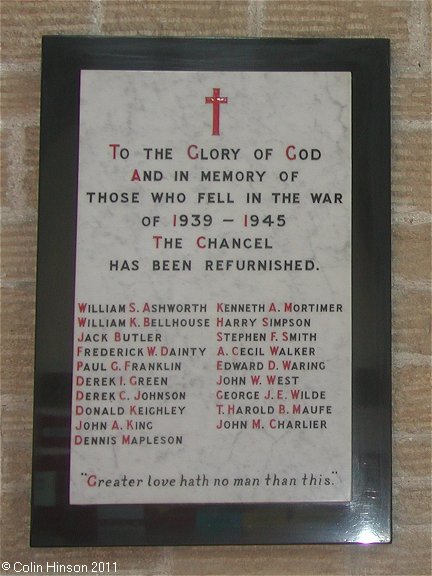 To the Glory of God
And in memory of
those who fell in the war
of 1939 – 1945
The Chancel
has been refurnished.
William S. Ashworth
William K. Bellhouse
Jack Butler
Frederick W. Dainty
Paul G. Franklin
Derek I. Green
Derek C. Johnson
Donald Keighley
John A. King
Dennis Mapleson
Kenneth A. Mortimer
Harry Simpson
Stephen F. Smith
A. Cecil Walker
Edward D. Waring
John W. West
George J. E. Wilde
T. Harold B. Maufe
John M. Charlier
"Greater love hath no man than this."
©Colin Hinson 2011